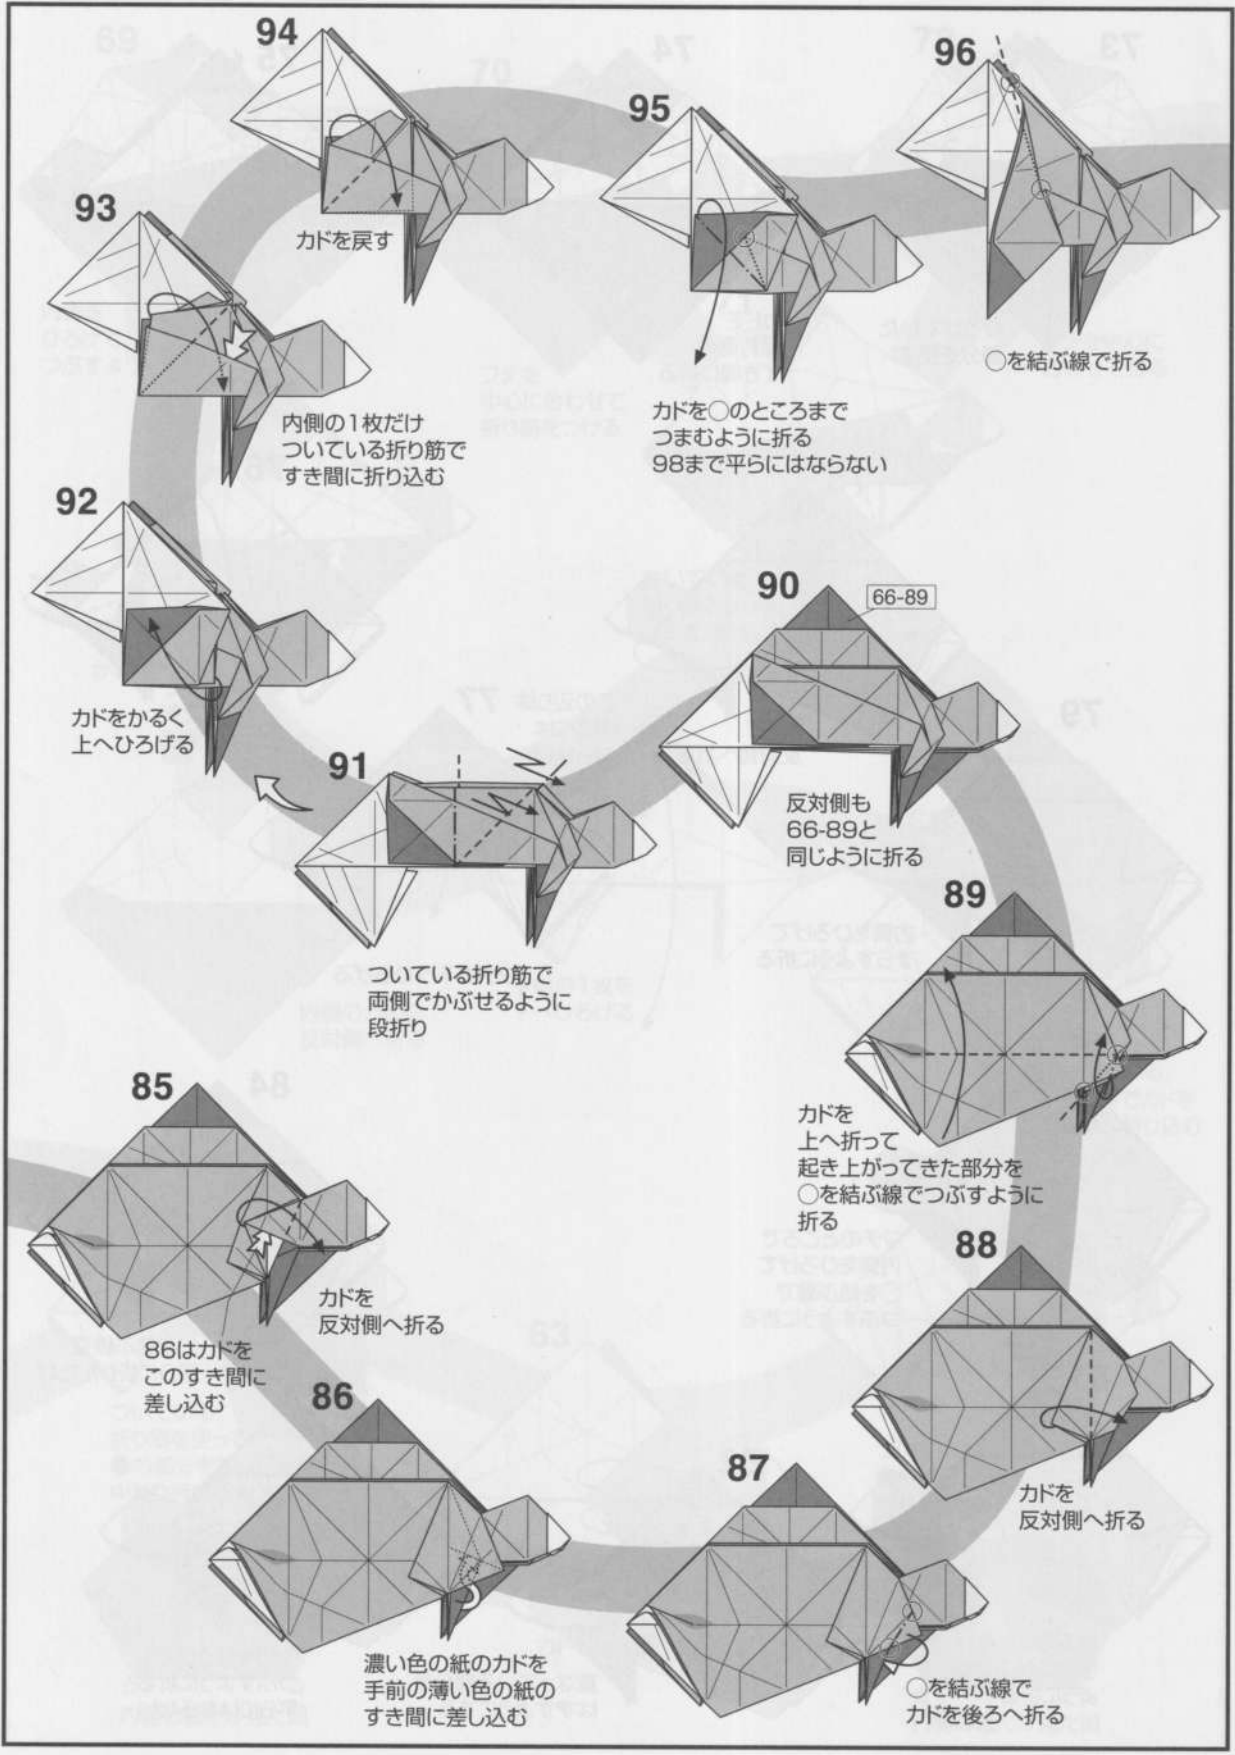 85
カドを
反対側へ折る
86はカドを
このすき間に
差し込む
86
濃い色の紙のカドを
手前の薄い色の紙の
すき間に差し込む
87
○を結ぶ線で
カドを後ろへ折る
88
カドを
反対側へ折る
89
カドを
上へ折って
起き上がってきた部分を
○を結ぶ線でつぶすように
折る
90
66-89
反対側も
66-89と
同じように折る
91
ついている折り筋で
両側でかぶせるように
段折り
92
カドをかるく
上へひろげる
93
内側の1枚だけ
ついている折り筋で
すき間に折り込む
94
カドを戻す
95
カドを○のところまで
つまむように折る
98まで平らにはならない
96
○を結ぶ線で折る